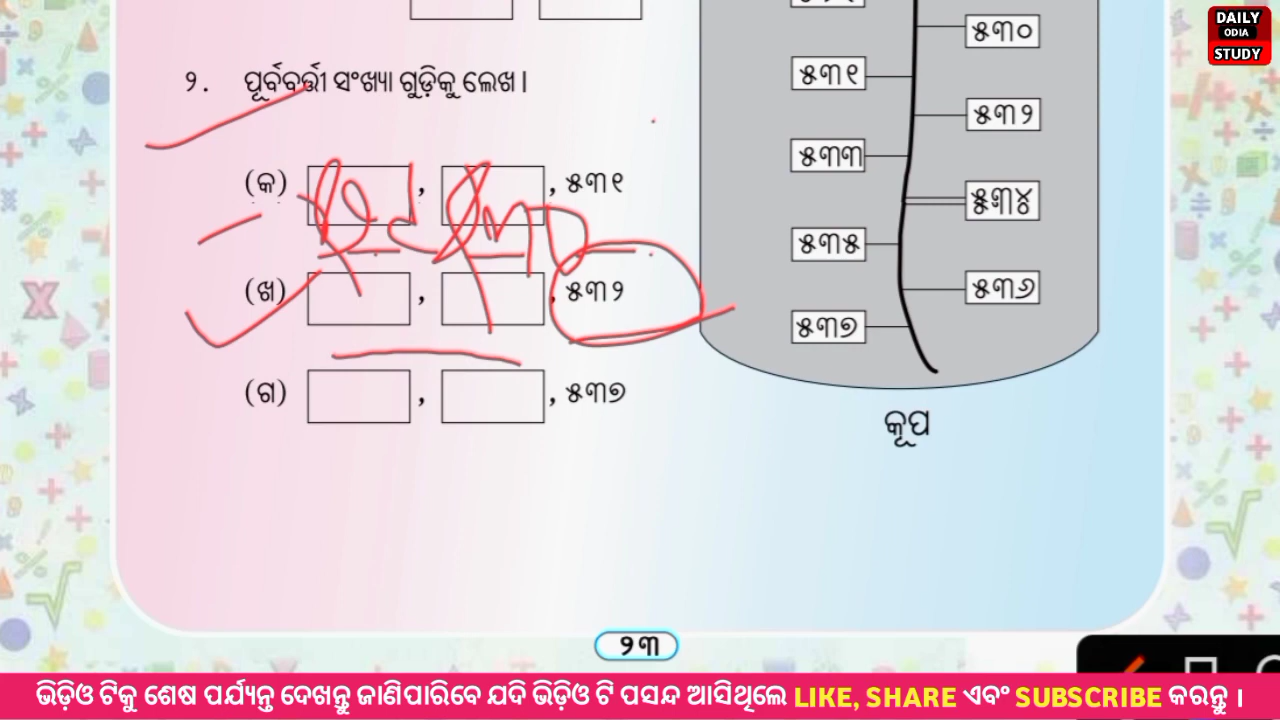 DAILY
ODIA
STUDY
୫୩୦
୨. ପୂର୍ବବର୍ତ୍ତୀ ସଂଖ୍ୟା ଗୁଡ଼ିକୁ ଲେଖ।
୫୩୧
୫୩୨
୫୩୩
(କ) , , ୫୩୧
୫୩୪
୫୩୫
(ଖ) , , ୫୩୨
୫୩୬
୫୩୭
(ଗ) , , ୫୩୭
କୂପ
୨୩
ଭିଡ଼ିଓ ଟିକୁ ଶେଷ ପର୍ଯ୍ୟନ୍ତ ଦେଖନ୍ତୁ ଜାଣିପାରିବେ ଯଦି ଭିଡ଼ିଓ ଟି ପସନ୍ଦ ଆସିଥିଲେ LIKE, SHARE ଏବଂ SUBSCRIBE କରନ୍ତୁ ।